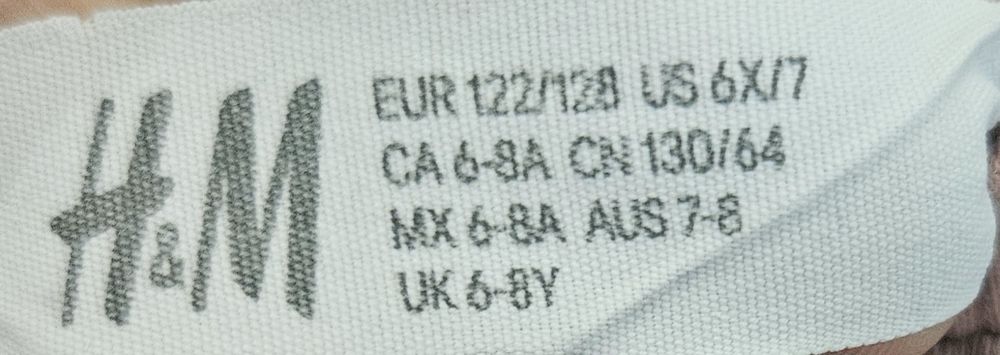 H&M
EUR 122/128 US 6X/7
CA 6-8A CN 130/64
MX 6-8A AUS 7-8
UK 6-8Y